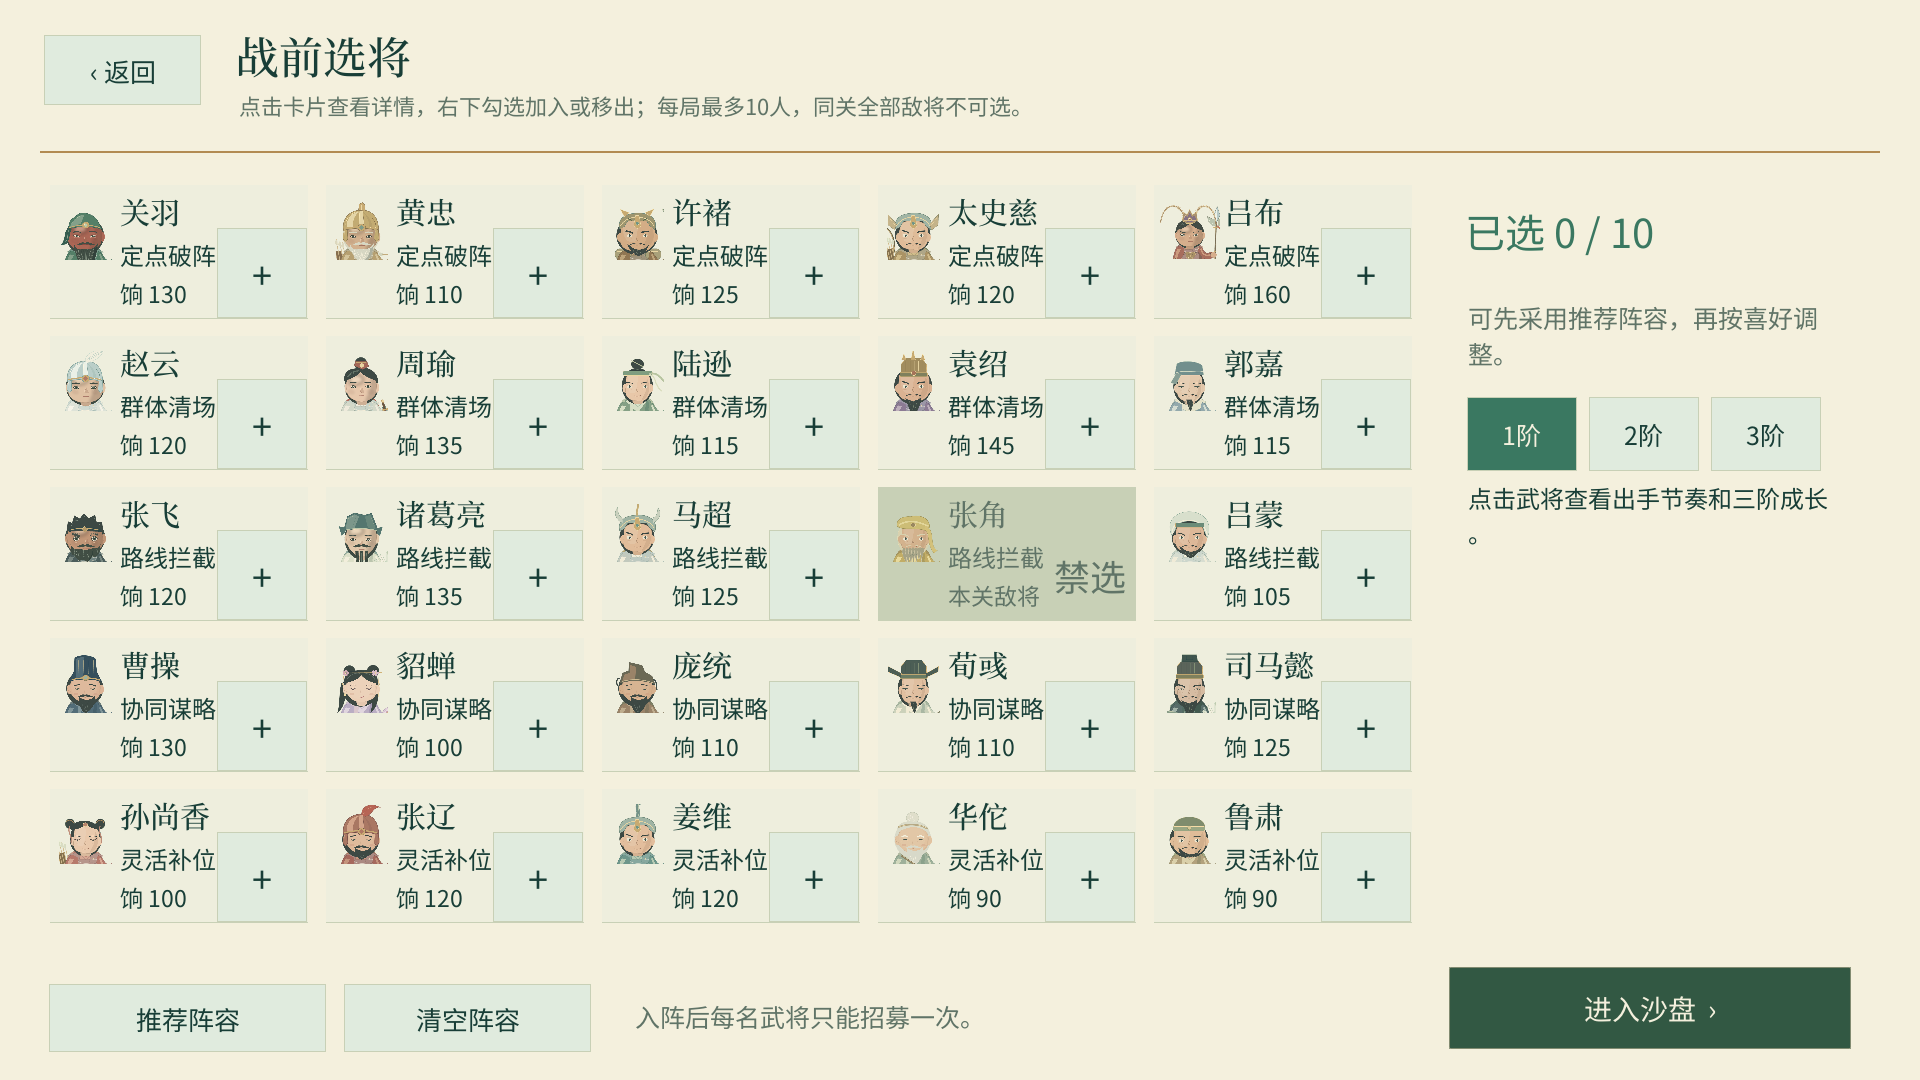 ‹ 返回
战前选将
点击卡片查看详情，右下勾选加入或移出；每局最多10人，同关全部敌将不可选。
关羽
定点破阵
饷 130
+
黄忠
定点破阵
饷 110
+
许褚
定点破阵
饷 125
+
太史慈
定点破阵
饷 120
+
吕布
定点破阵
饷 160
+
赵云
群体清场
饷 120
+
周瑜
群体清场
饷 135
+
陆逊
群体清场
饷 115
+
袁绍
群体清场
饷 145
+
郭嘉
群体清场
饷 115
+
张飞
路线拦截
饷 120
+
诸葛亮
路线拦截
饷 135
+
马超
路线拦截
饷 125
+
张角
路线拦截
本关敌将
禁选
吕蒙
路线拦截
饷 105
+
曹操
协同谋略
饷 130
+
貂蝉
协同谋略
饷 100
+
庞统
协同谋略
饷 110
+
荀彧
协同谋略
饷 110
+
司马懿
协同谋略
饷 125
+
孙尚香
灵活补位
饷 100
+
张辽
灵活补位
饷 120
+
姜维
灵活补位
饷 120
+
华佗
灵活补位
饷 90
+
鲁肃
灵活补位
饷 90
+
已选 0 / 10
可先采用推荐阵容，再按喜好调
整。
1阶
2阶
3阶
点击武将查看出手节奏和三阶成长
。
推荐阵容
清空阵容
入阵后每名武将只能招募一次。
进入沙盘 ›